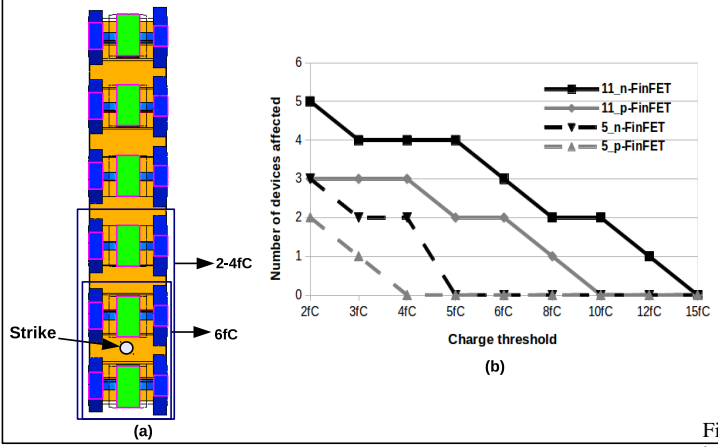 2-4fC
6fC
Strike
(a)
Number of devices affected
6
5
4
3
2
1
0
11_n-FinFET
11_p-FinFET
5_n-FinFET
5_p-FinFET
2fC 3fC 4fC 5fC 6fC 8fC 10fC 12fC 15fC
Charge threshold
(b)
Fi